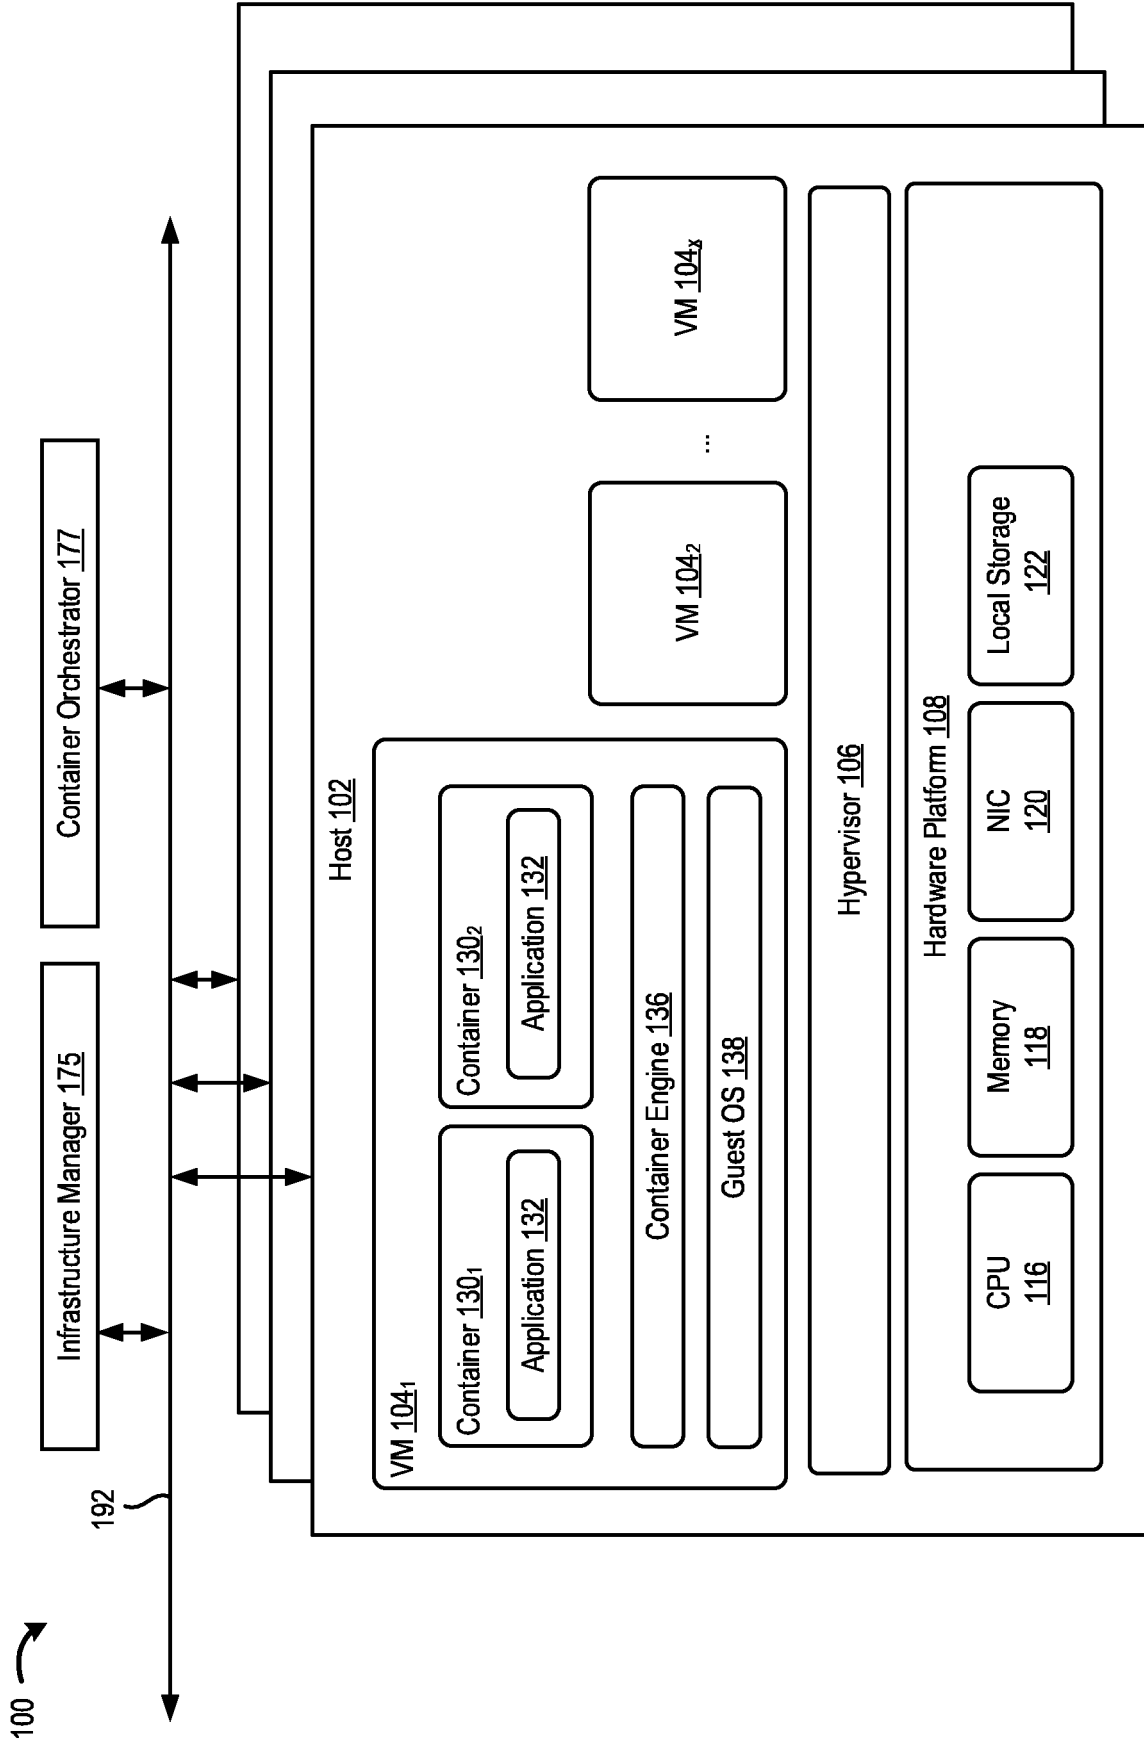 100
192
Infrastructure Manager 175
Container Orchestrator 177
Host 102
VM 104₁
Container 130₁
Application 132
Container 130₂
Application 132
Container Engine 136
Guest OS 138
VM 104₂
...
VM 104ₓ
Hypervisor 106
Hardware Platform 108
CPU
116
Memory
118
NIC
120
Local Storage
122